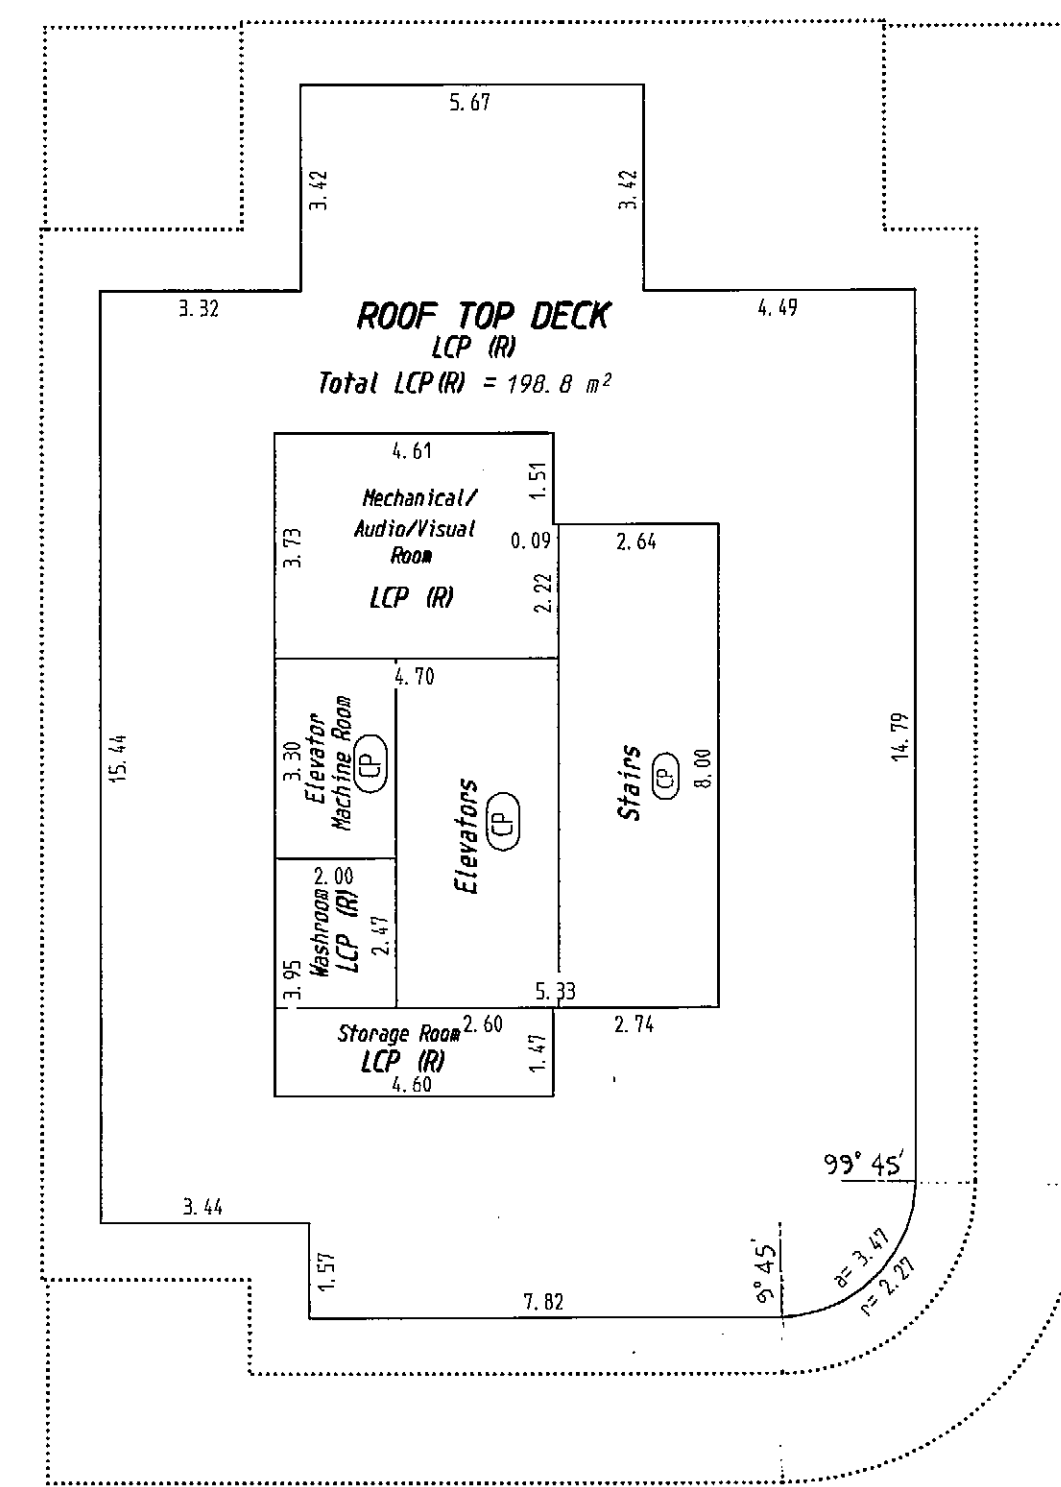 5.67
3.42
3.42
3.32
4.49
ROOF TOP DECK
LCP (R)
Total LCP(R) = 198.8 m²
4.61
1.51
Mechanical/
Audio/Visual
Room
LCP (R)
3.73
0.09
2.64
2.22
4.70
3.30
Elevator
Machine Room
CP
Elevators
CP
Stairs
CP
8.00
15.44
14.79
2.00
Washroom
LCP (R)
2.47
3.95
5.33
2.60
2.74
Storage Room
LCP (R)
1.47
4.60
99° 45'
3.44
1.57
9° 45'
a= 3.47
r= 2.27
7.82